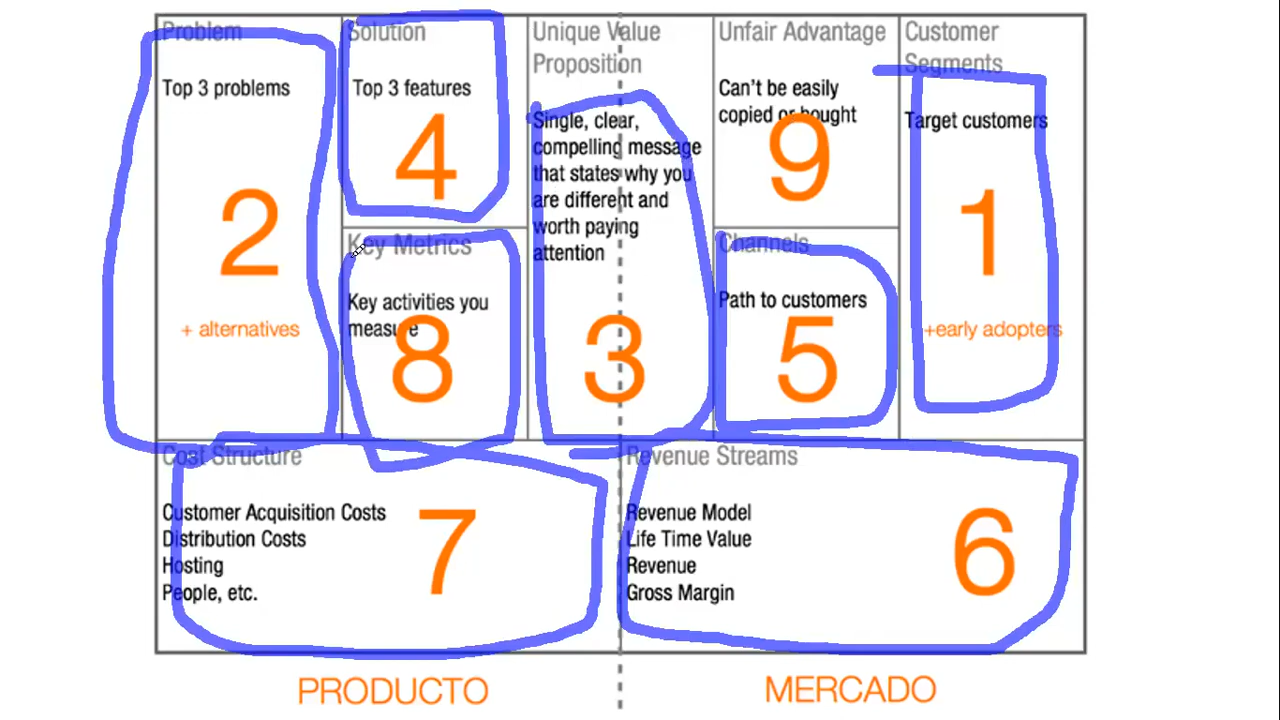 Problem
Top 3 problems
2
+ alternatives
Solution
Top 3 features
4
Key Metrics
Key activities you
measure
8
Unique Value
Proposition
Single, clear,
compelling message
that states why you
are different and
worth paying
attention
3
Unfair Advantage
Can't be easily
copied or bought
9
Channels
Path to customers
5
Customer
Segments
Target customers
1
+early adopters
Cost Structure
Customer Acquisition Costs
Distribution Costs
Hosting
People, etc.
7
Revenue Streams
Revenue Model
Life Time Value
Revenue
Gross Margin
6
PRODUCTO
MERCADO